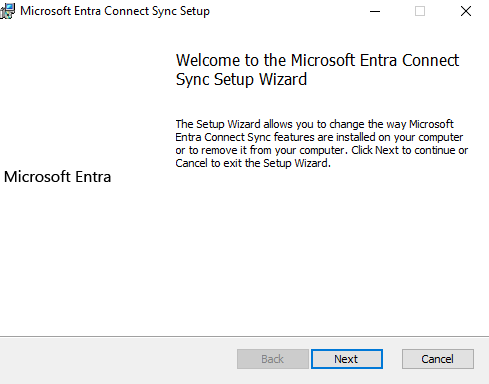 Microsoft Entra Connect Sync Setup
Welcome to the Microsoft Entra Connect
Sync Setup Wizard
The Setup Wizard allows you to change the way Microsoft
Entra Connect Sync features are installed on your computer
or to remove it from your computer. Click Next to continue or
Cancel to exit the Setup Wizard.
Microsoft Entra
Back
Next
Cancel